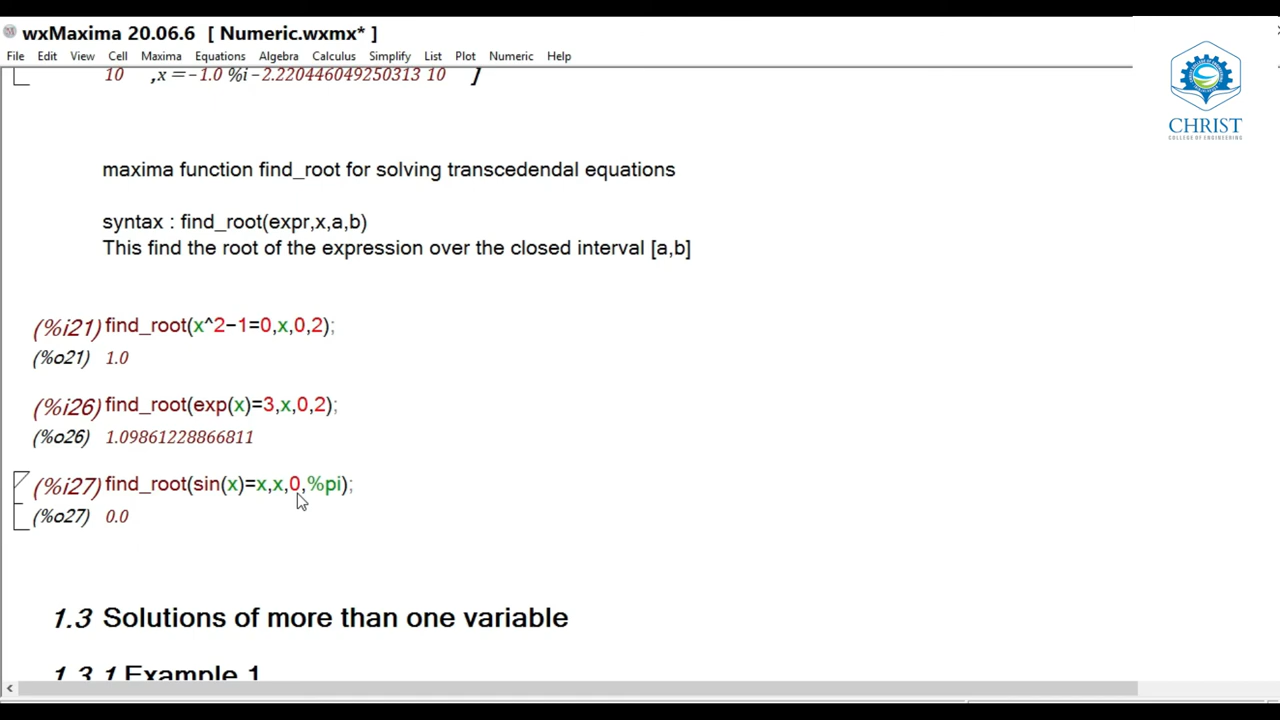 wxMaxima 20.06.6 [ Numeric.wxmx* ]
File Edit View Cell Maxima Equations Algebra Calculus Simplify List Plot Numeric Help
10 ,x=-1.0 %i-2.220446049250313 10 ]
CHRIST
COLLEGE OF ENGINEERING
maxima function find_root for solving transcedendal equations
syntax : find_root(expr,x,a,b)
This find the root of the expression over the closed interval [a,b]
(%i21) find_root(x^2-1=0,x,0,2);
(%o21) 1.0
(%i26) find_root(exp(x)=3,x,0,2);
(%o26) 1.09861228866811
(%i27) find_root(sin(x)=x,x,0,%pi);
(%o27) 0.0
1.3 Solutions of more than one variable
1.3.1 Example 1